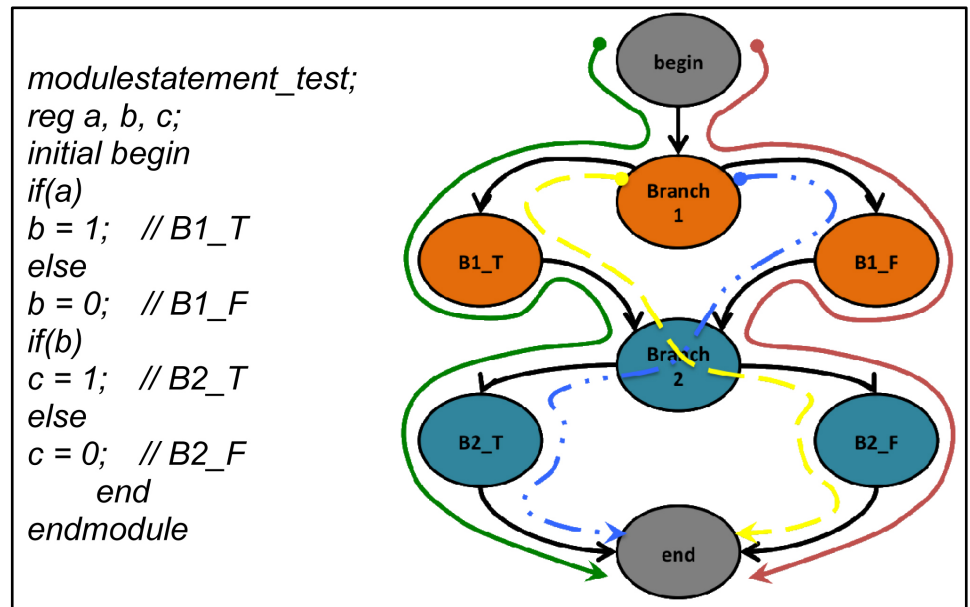 modulestatement_test;
reg a, b, c;
initial begin
if(a)
b = 1; // B1_T
else
b = 0; // B1_F
if(b)
c = 1; // B2_T
else
c = 0; // B2_F
end
endmodule
begin
Branch
1
B1_T
B1_F
Branch
2
B2_T
B2_F
end